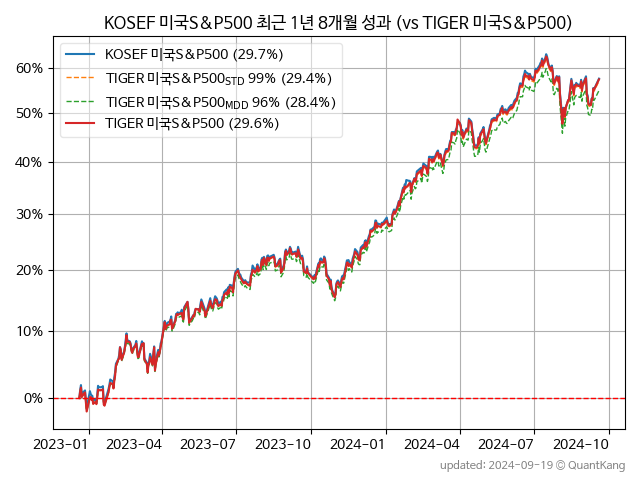 KOSEF 미국S&P500 최근 1년 8개월 성과 (vs TIGER 미국S&P500)
KOSEF 미국S&P500 (29.7%)
TIGER 미국S&P500STD 99% (29.4%)
TIGER 미국S&P500MDD 96% (28.4%)
TIGER 미국S&P500 (29.6%)
60%
50%
40%
30%
20%
10%
0%
2023-01 2023-04 2023-07 2023-10 2024-01 2024-04 2024-07 2024-10
updated: 2024-09-19 © QuantKang